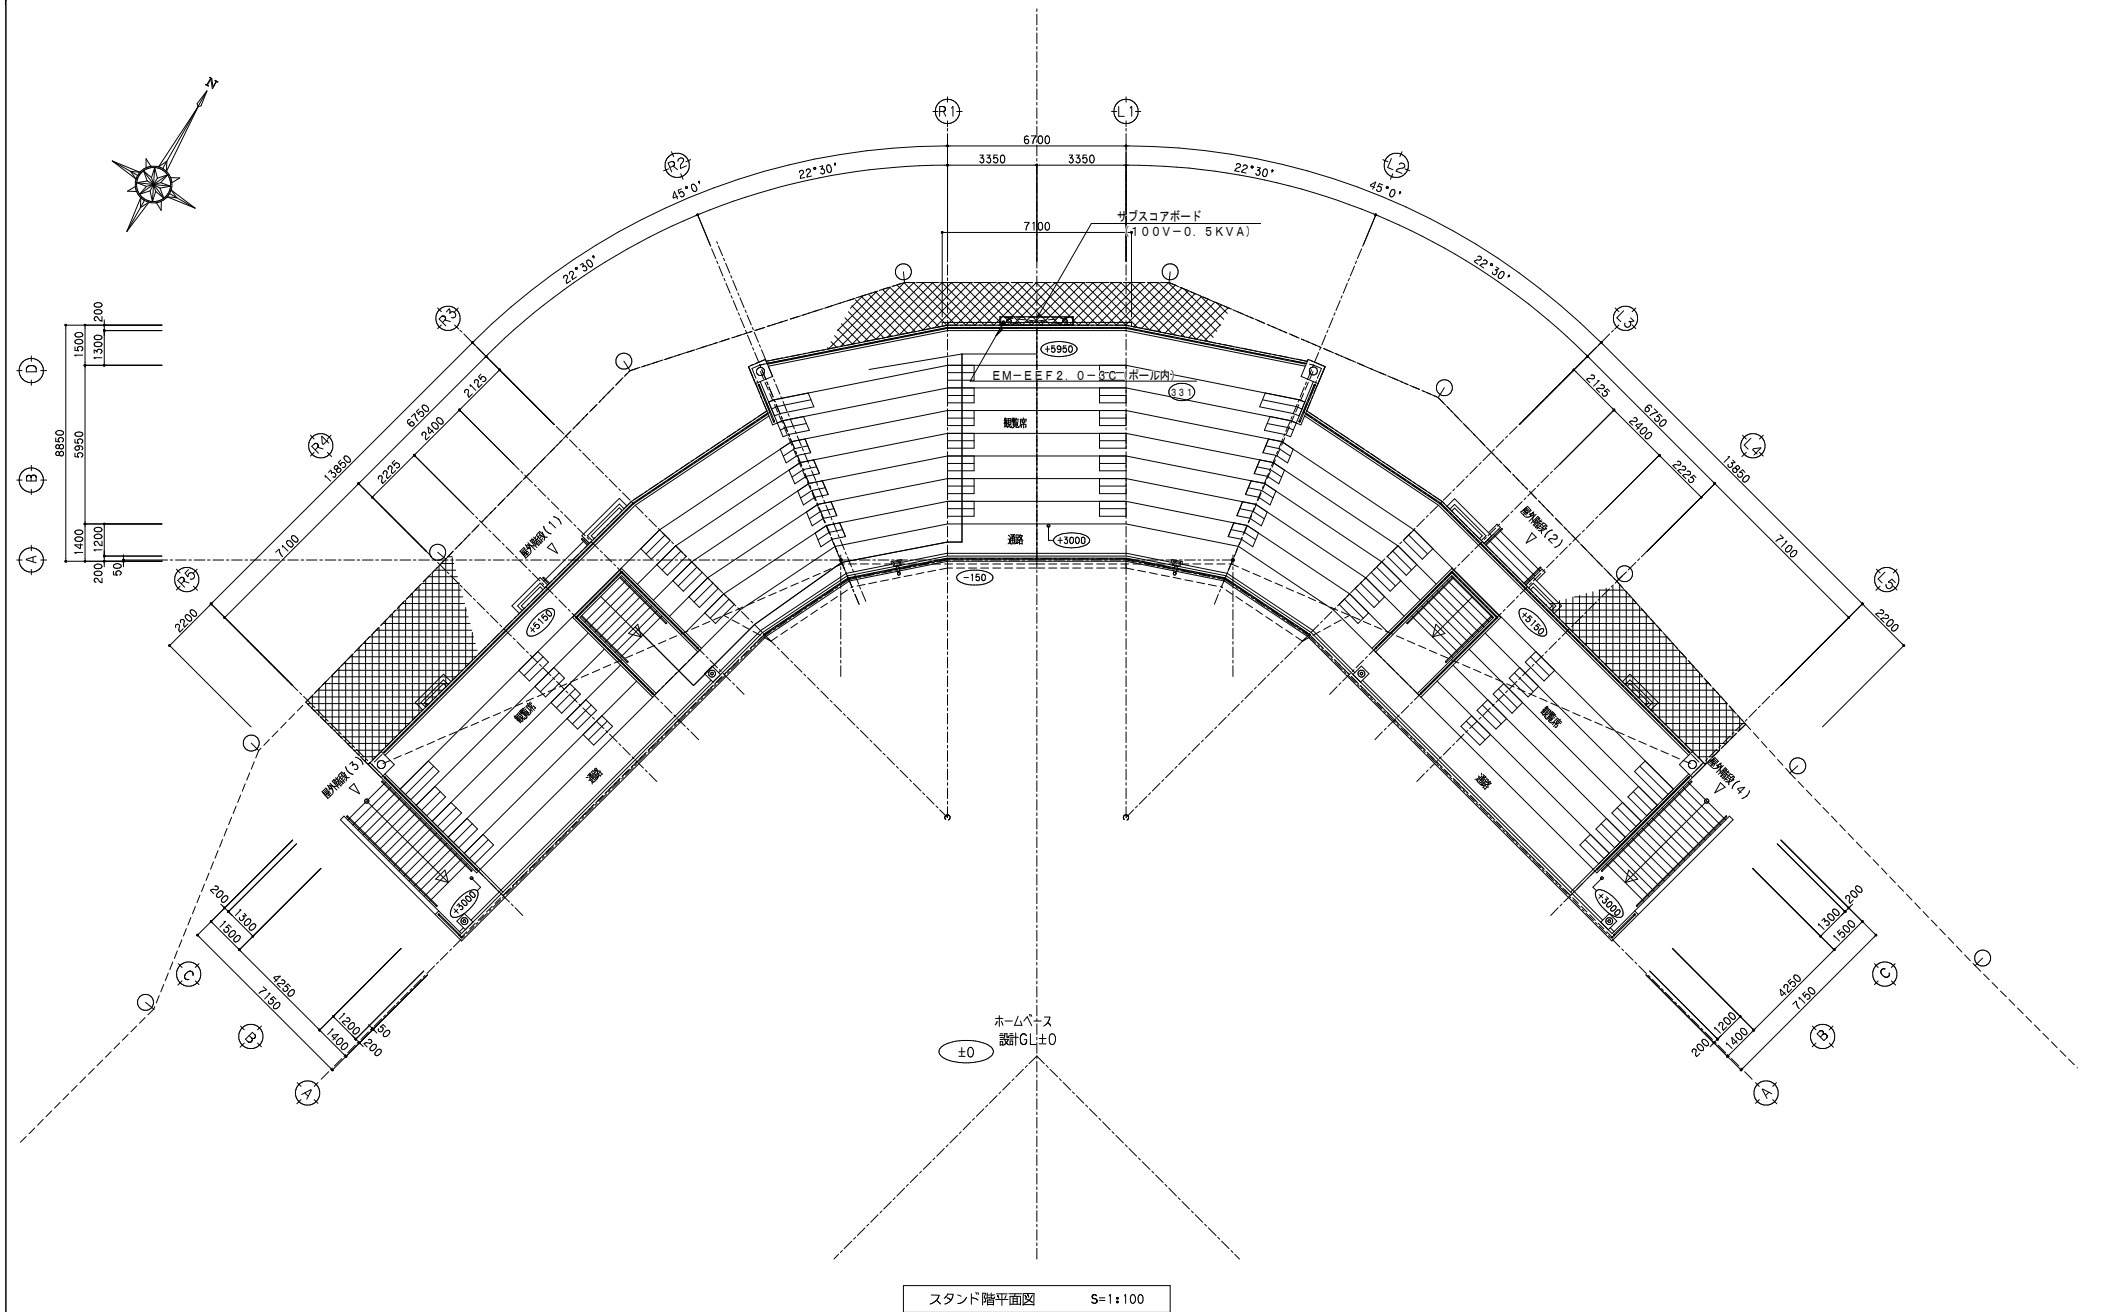 N
R1
L1
6700
3350
3350
R2
L2
22°30'
22°30'
45°0'
45°0'
サブスコアボード
(100V-0.5KVA)
7100
22°30'
22°30'
R3
L3
+5950
EM-EEF2.0-3C(ポール内)
331
観覧席
通路
+3000
-150
200
1500
1300
D
8850
5950
B
1400
1200
A
200
50
2125
6750
2400
R4
13850
2225
7100
R5
2200
2125
6750
2400
L4
13850
2225
7100
L5
2200
屋外階段(1)
屋外階段(2)
+5150
+5150
観覧席
観覧席
通路
通路
屋外階段(3)
屋外階段(4)
+3000
+3000
200
1300
1500
C
4250
7150
B
1200
1400
50
200
A
200
1300
1500
C
4250
7150
B
1200
1400
200
A
ホームベース
設計GL±0
±0
スタンド階平面図 S=1:100